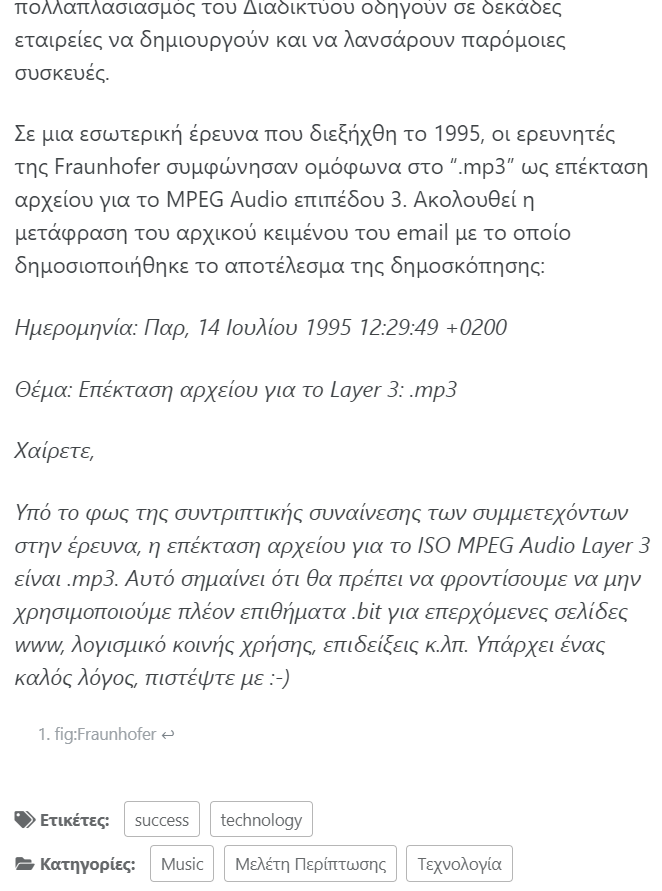 πολλαπλασιασμός του Διαδικτύου οδηγούν σε δεκάδες
εταιρείες να δημιουργούν και να λανσάρουν παρόμοιες
συσκευές.
Σε μια εσωτερική έρευνα που διεξήχθη το 1995, οι ερευνητές
της Fraunhofer συμφώνησαν ομόφωνα στο “.mp3” ως επέκταση
αρχείου για το MPEG Audio επιπέδου 3. Ακολουθεί η
μετάφραση του αρχικού κειμένου του email με το οποίο
δημοσιοποιήθηκε το αποτέλεσμα της δημοσκόπησης:
Ημερομηνία: Παρ, 14 Ιουλίου 1995 12:29:49 +0200
Θέμα: Επέκταση αρχείου για το Layer 3: .mp3
Χαίρετε,
Υπό το φως της συντριπτικής συναίνεσης των συμμετεχόντων
στην έρευνα, η επέκταση αρχείου για το ISO MPEG Audio Layer 3
είναι .mp3. Αυτό σημαίνει ότι θα πρέπει να φροντίσουμε να μην
χρησιμοποιούμε πλέον επιθήματα .bit για επερχόμενες σελίδες
www, λογισμικό κοινής χρήσης, επιδείξεις κ.λπ. Υπάρχει ένας
καλός λόγος, πιστέψτε με :-)
1. fig:Fraunhofer ↩
Ετικέτες: success technology
Κατηγορίες: Music Μελέτη Περίπτωσης Τεχνολογία